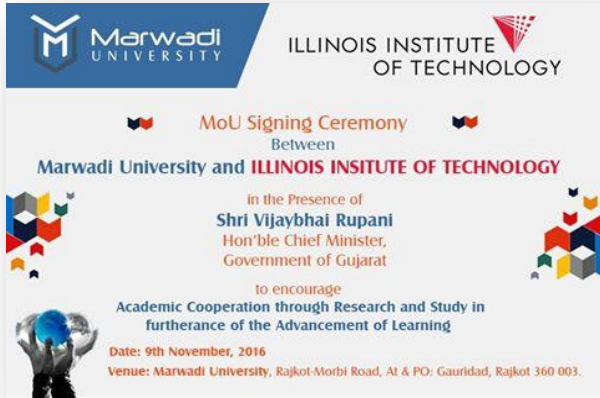 Marwadi
UNIVERSITY
ILLINOIS INSTITUTE
OF TECHNOLOGY
MoU Signing Ceremony
Between
Marwadi University and ILLINOIS INSITUTE OF TECHNOLOGY
in the Presence of
Shri Vijaybhai Rupani
Hon'ble Chief Minister,
Government of Gujarat
to encourage
Academic Cooperation through Research and Study in
furtherance of the Advancement of Learning
Date: 9th November, 2016
Venue: Marwadi University, Rajkot-Morbi Road, At & PO: Gauridad, Rajkot 360 003.